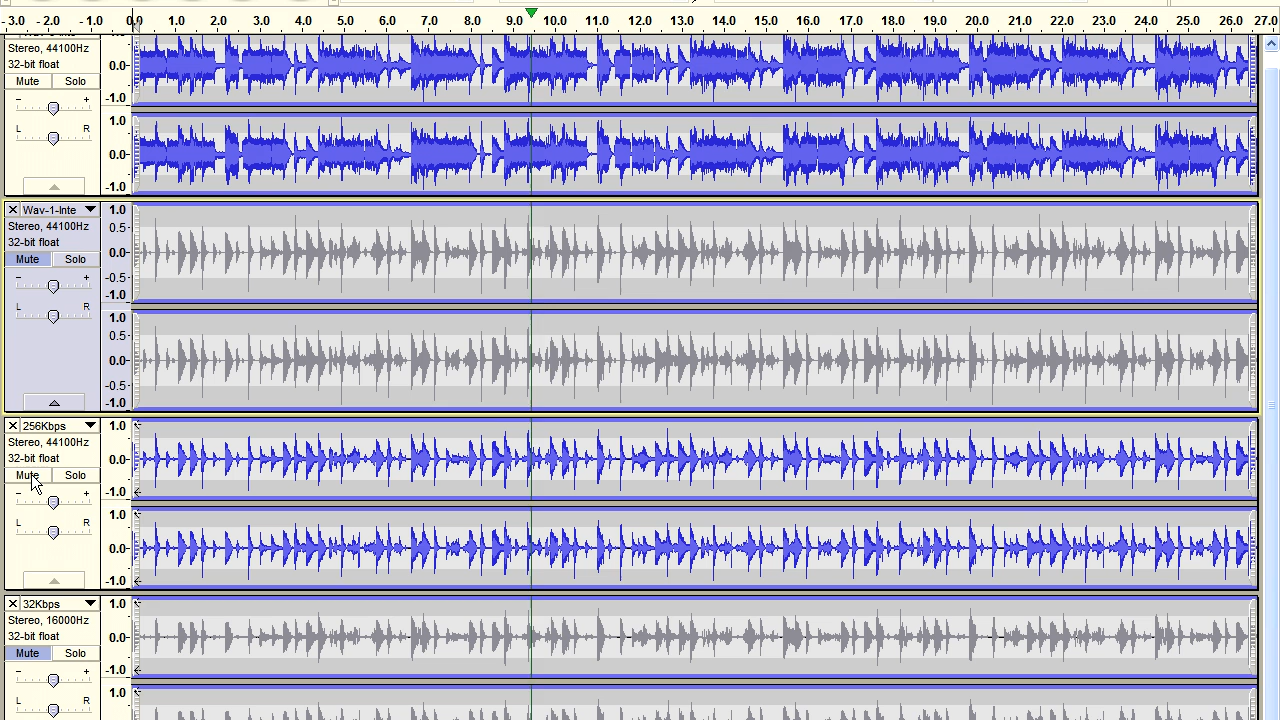 - 3.0 - 2.0 - 1.0 0.0 1.0 2.0 3.0 4.0 5.0 6.0 7.0 8.0 9.0 10.0 11.0 12.0 13.0 14.0 15.0 16.0 17.0 18.0 19.0 20.0 21.0 22.0 23.0 24.0 25.0 26.0 27.0
Stereo, 44100Hz
32-bit float
0.0-
Mute Solo
- +
-1.0
L R
1.0
0.0-
-1.0
Wav-1-Inte
1.0
Stereo, 44100Hz
0.5-
32-bit float
0.0-
Mute Solo
- +
-0.5-
-1.0
L R
1.0
0.5-
0.0-
-0.5-
-1.0
256Kbps
1.0
Stereo, 44100Hz
32-bit float
0.0-
Mute Solo
- +
-1.0
L R
1.0
0.0-
-1.0
32Kbps
1.0
Stereo, 16000Hz
32-bit float
0.0-
Mute Solo
- +
-1.0
L R
1.0